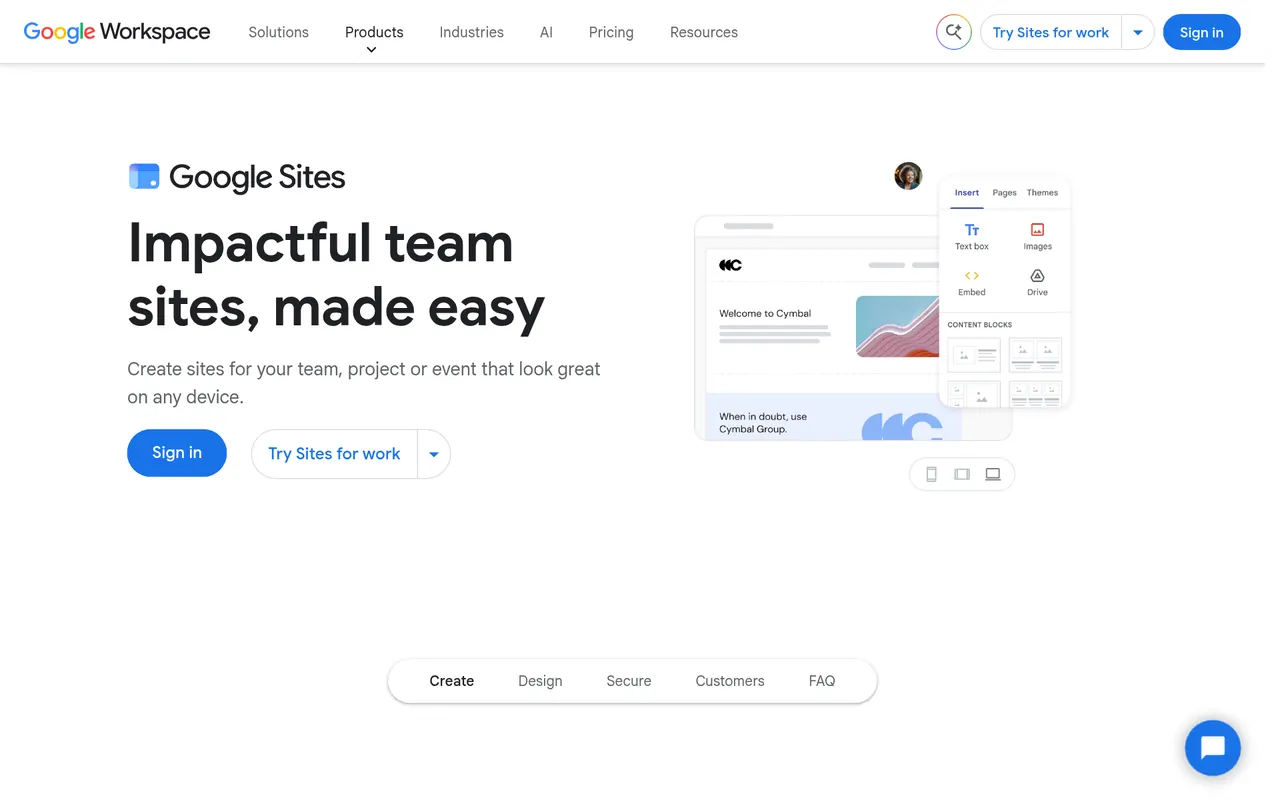 Google Workspace
Solutions
Products
Industries
AI
Pricing
Resources
Try Sites for work
Sign in
Google Sites
Impactful team
sites, made easy
Create sites for your team, project or event that look great
on any device.
Sign in
Try Sites for work
Welcome to Cymbal
When in doubt, use
Cymbal Group.
Insert
Pages
Themes
Text box
Images
Embed
Drive
CONTENT BLOCKS
Create
Design
Secure
Customers
FAQ